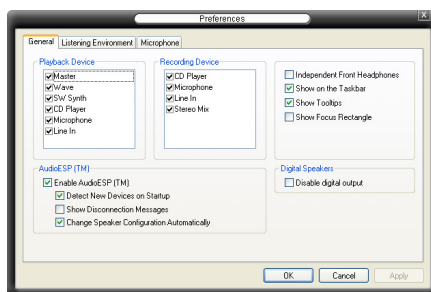 Preferences
X
General Listening Environment Microphone
Playback Device
Master
Wave
SW Synth
CD Player
Microphone
Line In
Recording Device
CD Player
Microphone
Line In
Stereo Mix
Independent Front Headphones
Show on the Taskbar
Show Tooltips
Show Focus Rectangle
AudioESP (TM)
Enable AudioESP (TM)
Detect New Devices on Startup
Show Disconnection Messages
Change Speaker Configuration Automatically
Digital Speakers
Disable digital output
OK Cancel Apply